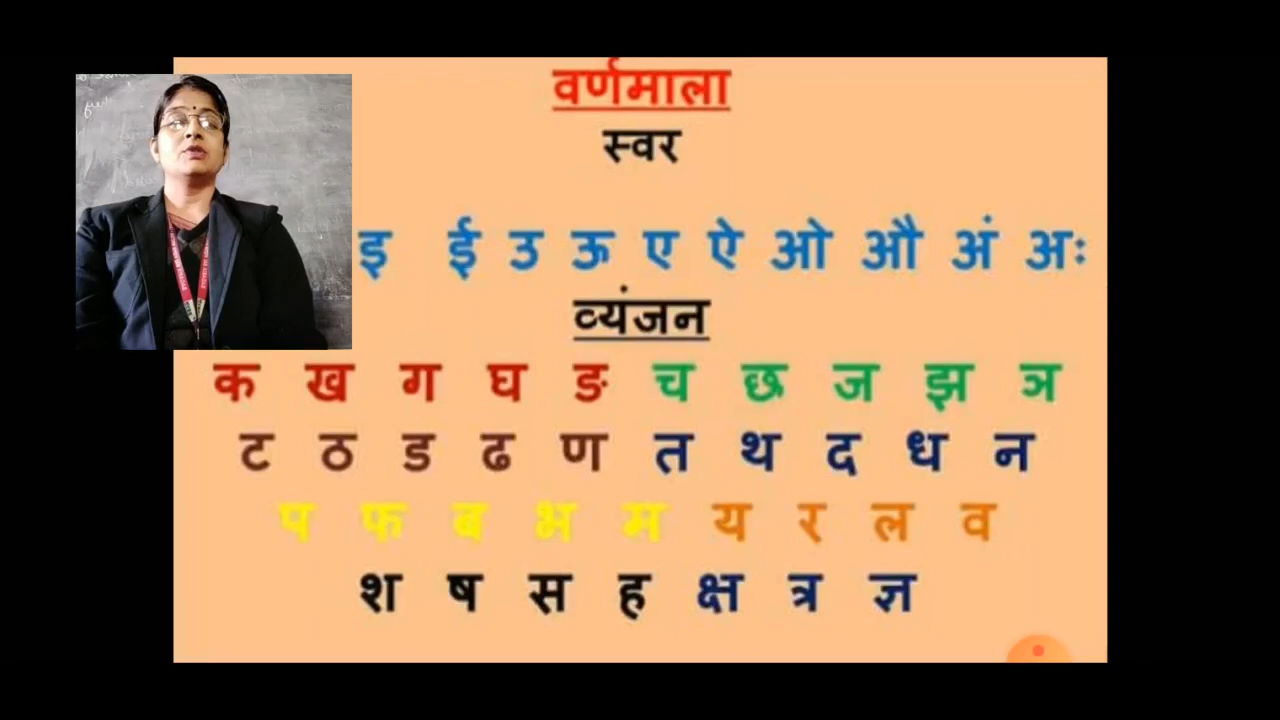 वर्णमाला
स्वर
इ ई उ ऊ ए ऐ ओ औ अं अः
व्यंजन
क ख ग घ ङ च छ ज झ ञ
ट ठ ड ढ ण त थ द ध न
प फ ब भ म य र ल व
श ष स ह क्ष त्र ज्ञ